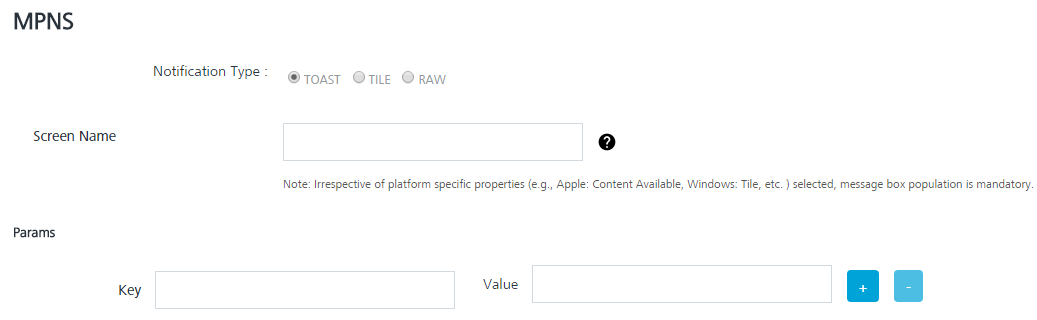 MPNS
Notification Type :
TOAST TILE RAW
Screen Name
?
Note: Irrespective of platform specific properties (e.g., Apple: Content Available, Windows: Tile, etc. ) selected, message box population is mandatory.
Params
Key Value + -